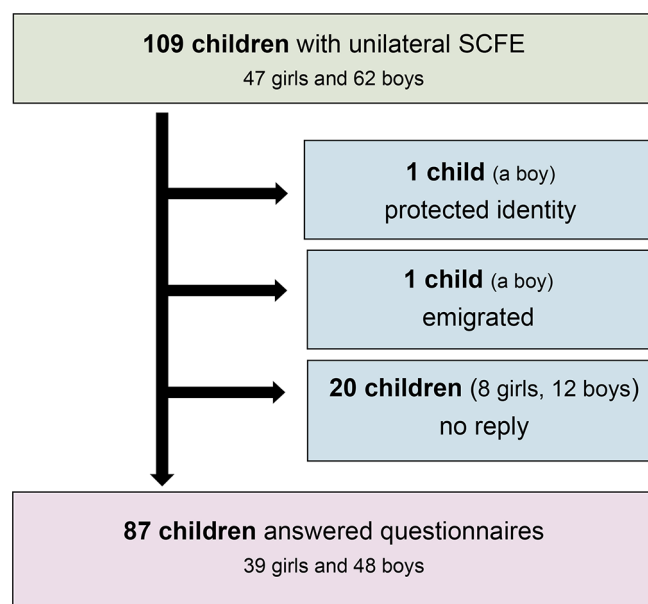 109 children with unilateral SCFE
47 girls and 62 boys
1 child (a boy)
protected identity
1 child (a boy)
emigrated
20 children (8 girls, 12 boys)
no reply
87 children answered questionnaires
39 girls and 48 boys